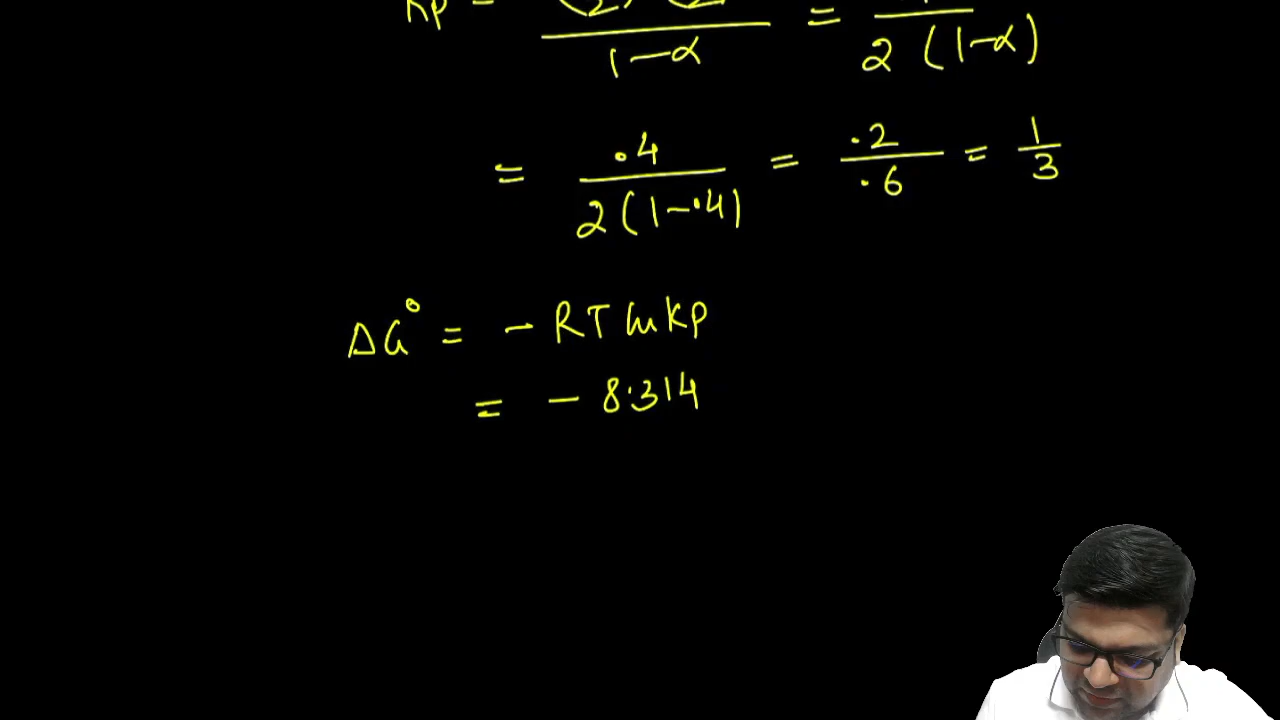 Kp = / 1-α = / 2 (1-α)
= .4 / 2(1-.4) = .2 / .6 = 1/3
ΔG° = - RT ln Kp
= - 8.314